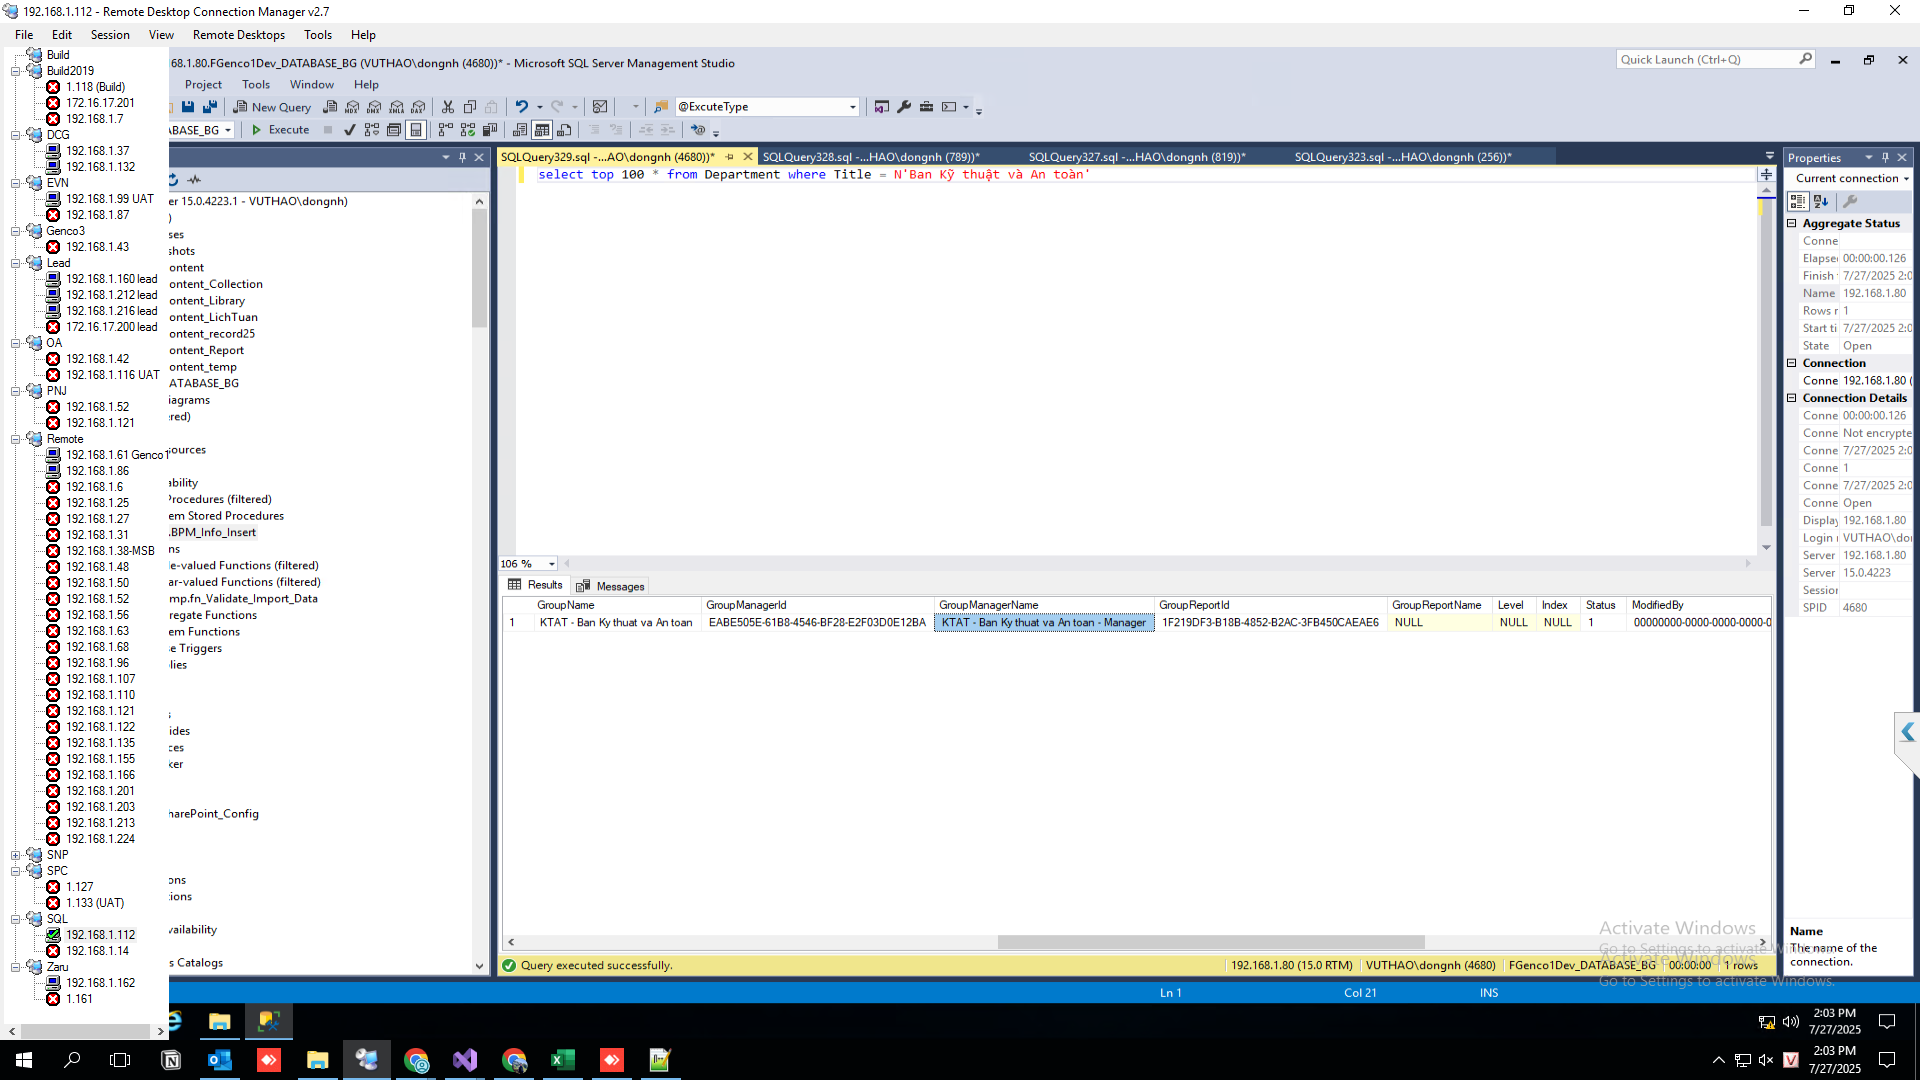 192.168.1.112 - Remote Desktop Connection Manager v2.7
File Edit Session View Remote Desktops Tools Help
Build
Build2019
1.118 (Build)
172.16.17.201
192.168.1.7
DCG
192.168.1.37
192.168.1.132
EVN
192.168.1.99 UAT
192.168.1.87
Genco3
192.168.1.43
Lead
192.168.1.160 lead
192.168.1.212 lead
192.168.1.216 lead
172.16.17.200 lead
OA
192.168.1.42
192.168.1.116 UAT
PNJ
192.168.1.52
192.168.1.121
Remote
192.168.1.61 Genco1
192.168.1.86
192.168.1.6
192.168.1.25
192.168.1.27
192.168.1.31
192.168.1.38-MSB
192.168.1.48
192.168.1.50
192.168.1.52
192.168.1.56
192.168.1.63
192.168.1.68
192.168.1.96
192.168.1.107
192.168.1.110
192.168.1.121
192.168.1.122
192.168.1.135
192.168.1.155
192.168.1.166
192.168.1.201
192.168.1.203
192.168.1.213
192.168.1.224
SNP
SPC
1.127
1.133 (UAT)
SQL
192.168.1.112
192.168.1.14
Zaru
192.168.1.162
1.161
68.1.80.FGenco1Dev_DATABASE_BG (VUTHAO\dongnh (4680))* - Microsoft SQL Server Management Studio
Quick Launch (Ctrl+Q)
Project Tools Window Help
New Query
@ExcuteType
ABASE_BG
Execute
er 15.0.4223.1 - VUTHAO\dongnh)
)
ses
shots
ontent
ontent_Collection
ontent_Library
ontent_LichTuan
ontent_record25
ontent_Report
ontent_temp
ATABASE_BG
iagrams
ered)
ources
ability
Procedures (filtered)
em Stored Procedures
.BPM_Info_Insert
ns
le-valued Functions (filtered)
ar-valued Functions (filtered)
mp.fn_Validate_Import_Data
regate Functions
em Functions
se Triggers
lies
s
ides
ces
ker
harePoint_Config
ons
tions
vailability
s Catalogs
SQLQuery329.sql -...AO\dongnh (4680))*
SQLQuery328.sql -...HAO\dongnh (789))*
SQLQuery327.sql -...HAO\dongnh (819))*
SQLQuery323.sql -...HAO\dongnh (256))*
select top 100 * from Department where Title = N'Ban Kỹ thuật và An toàn'
106 %
Results Messages
GroupName GroupManagerId GroupManagerName GroupReportId GroupReportName Level Index Status ModifiedBy
1 KTAT - Ban Ky thuat va An toan EABE505E-61B8-4546-BF28-E2F03D0E12BA KTAT - Ban Ky thuat va An toan - Manager 1F219DF3-B18B-4852-B2AC-3FB450CAEAE6 NULL NULL NULL 1 00000000-0000-0000-0000-0
Query executed successfully.
192.168.1.80 (15.0 RTM) VUTHAO\dongnh (4680) FGenco1Dev_DATABASE_BG 00:00:00 1 rows
Ln 1 Col 21 INS
Properties
Current connection
Aggregate Status
Conne
Elapse 00:00:00.126
Finish 7/27/2025 2:0
Name 192.168.1.80
Rows r 1
Start ti 7/27/2025 2:0
State Open
Connection
Conne 192.168.1.80 (
Connection Details
Conne 00:00:00.126
Conne Not encrypte
Conne 7/27/2025 2:0
Conne 1
Conne 7/27/2025 2:0
Conne Open
Display 192.168.1.80
Login r VUTHAO\do
Server 192.168.1.80
Server 15.0.4223
Session
SPID 4680
Name
The name of the
connection.
Activate Windows
Go to Settings to activate Windows.
Activate Windows
Go to Settings to activate Windows.
2:03 PM
7/27/2025
2:03 PM
7/27/2025